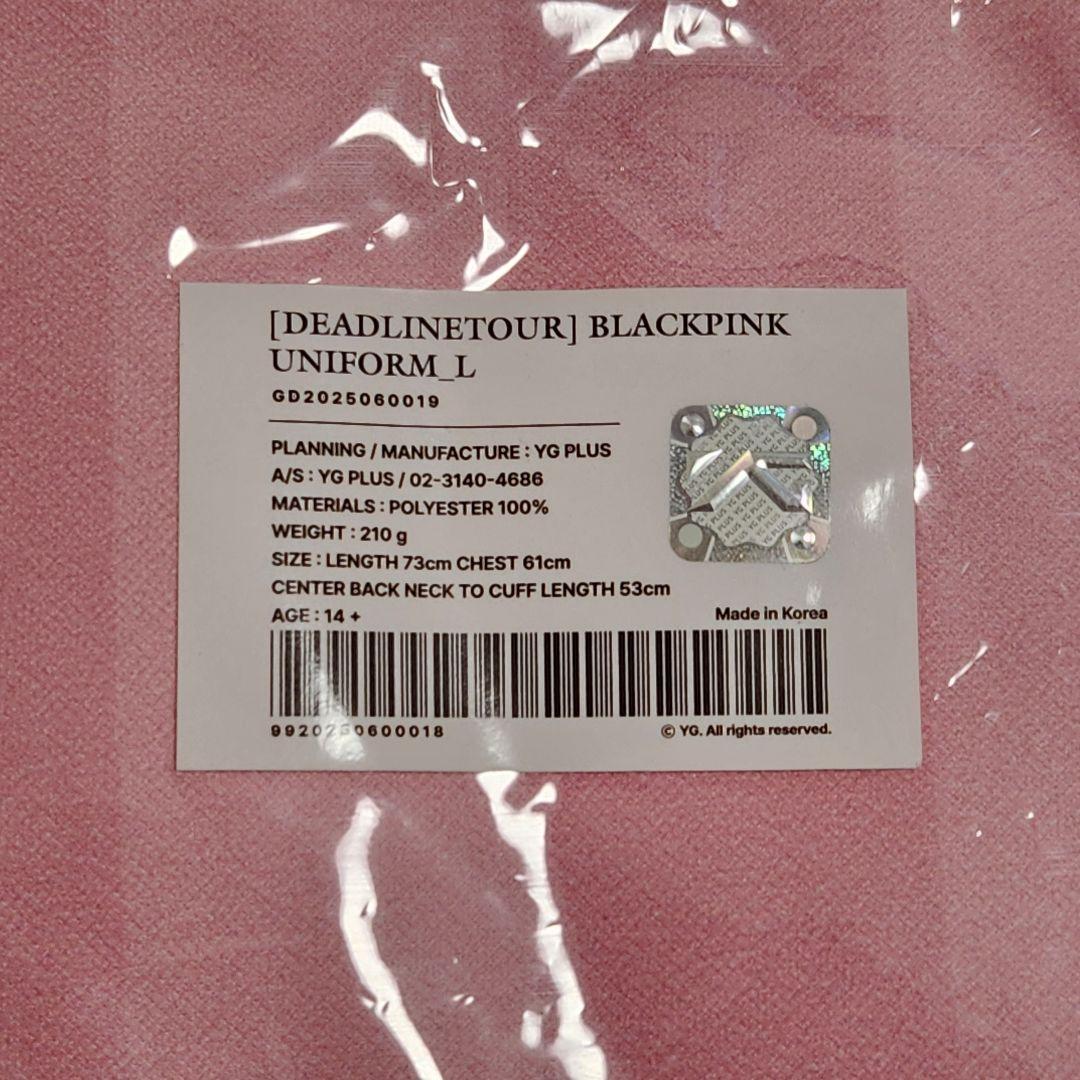 [DEADLINETOUR] BLACKPINK
UNIFORM_L
GD2025060019
PLANNING / MANUFACTURE : YG PLUS
A/S : YG PLUS / 02-3140-4686
MATERIALS : POLYESTER 100%
WEIGHT : 210 g
SIZE : LENGTH 73cm CHEST 61cm
CENTER BACK NECK TO CUFF LENGTH 53cm
AGE : 14 +
Made in Korea
© YG. All rights reserved.
YG PLUS